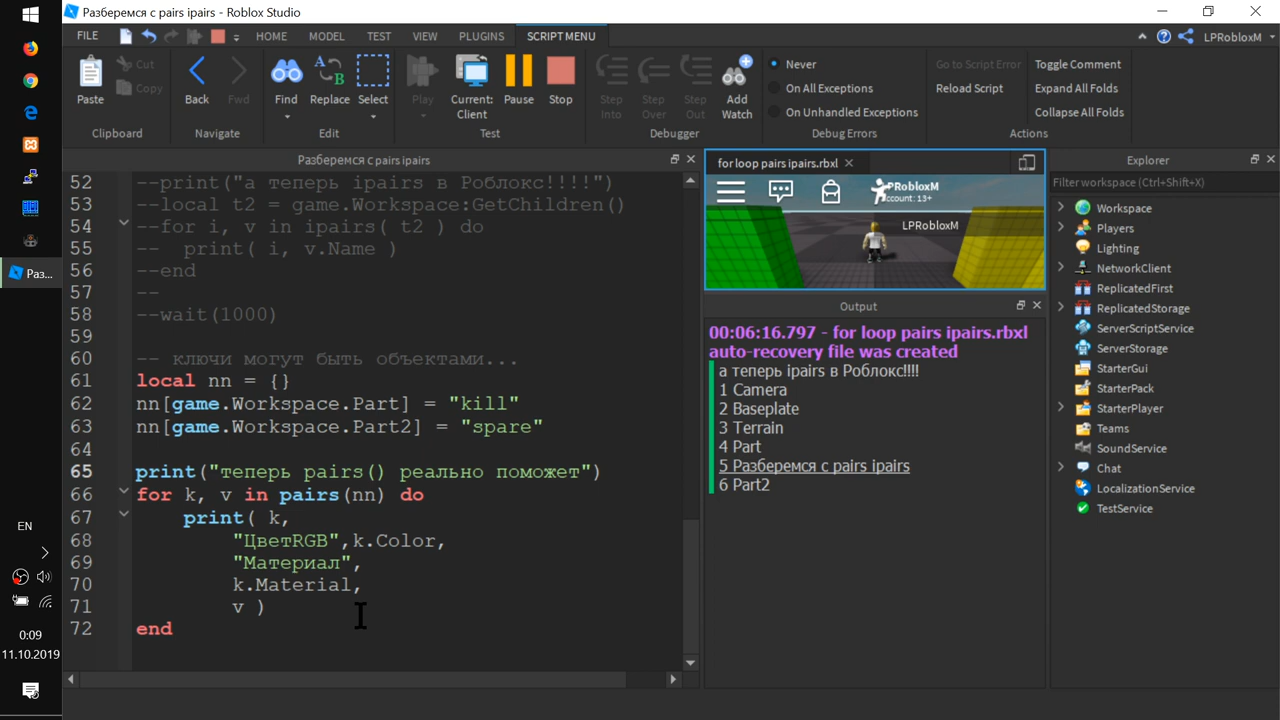 Разберемся с pairs ipairs - Roblox Studio
FILE HOME MODEL TEST VIEW PLUGINS SCRIPT MENU LPRobloxM
Paste Cut Copy Back Fwd Find Replace Select Play Current: Client Pause Stop Step Into Step Over Step Out Add Watch
Never
On All Exceptions
On Unhandled Exceptions
Go to Script Error
Reload Script
Toggle Comment
Expand All Folds
Collapse All Folds
Clipboard Navigate Edit Test Debugger Debug Errors Actions
Разберемся с pairs ipairs
52 --print("а теперь ipairs в Роблокс!!!!")
53 --local t2 = game.Workspace:GetChildren()
54 --for i, v in ipairs( t2 ) do
55 --  print( i, v.Name )
56 --end
57 --
58 --wait(1000)
59
60 -- ключи могут быть объектами...
61 local nn = {}
62 nn[game.Workspace.Part] = "kill"
63 nn[game.Workspace.Part2] = "spare"
64
65 print("теперь pairs() реально поможет")
66 for k, v in pairs(nn) do
67     print( k,
68         "ЦветRGB",k.Color,
69         "Материал",
70         k.Material,
71         v )
72 end
for loop pairs ipairs.rbxl
PRobloxM
ccount: 13+
LPRobloxM
Output
00:06:16.797 - for loop pairs ipairs.rbxl
auto-recovery file was created
а теперь ipairs в Роблокс!!!!
1 Camera
2 Baseplate
3 Terrain
4 Part
5 Разберемся с pairs ipairs
6 Part2
Explorer
Filter workspace (Ctrl+Shift+X)
Workspace
Players
Lighting
NetworkClient
ReplicatedFirst
ReplicatedStorage
ServerScriptService
ServerStorage
StarterGui
StarterPack
StarterPlayer
Teams
SoundService
Chat
LocalizationService
TestService
Раз...
EN
0:09
11.10.2019